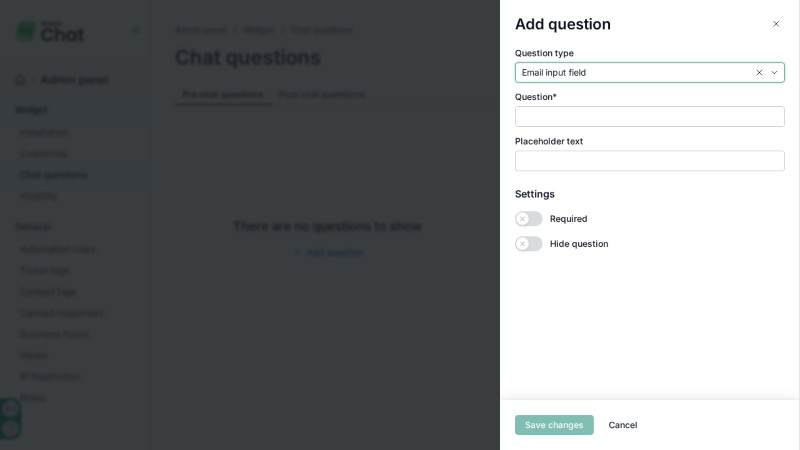 Chat
Admin panel
Widget
Installation
Customize
Chat questions
Visibility
General
Automation rules
Ticket tags
Contact tags
Canned responses
Business hours
Views
IP Restriction
Roles
Admin panel / Widget / Chat questions
Chat questions
Pre chat questions Post chat questions
There are no questions to show
+ Add question
Add question
Question type
Email input field
Question*
Placeholder text
Settings
Required
Hide question
Save changes Cancel